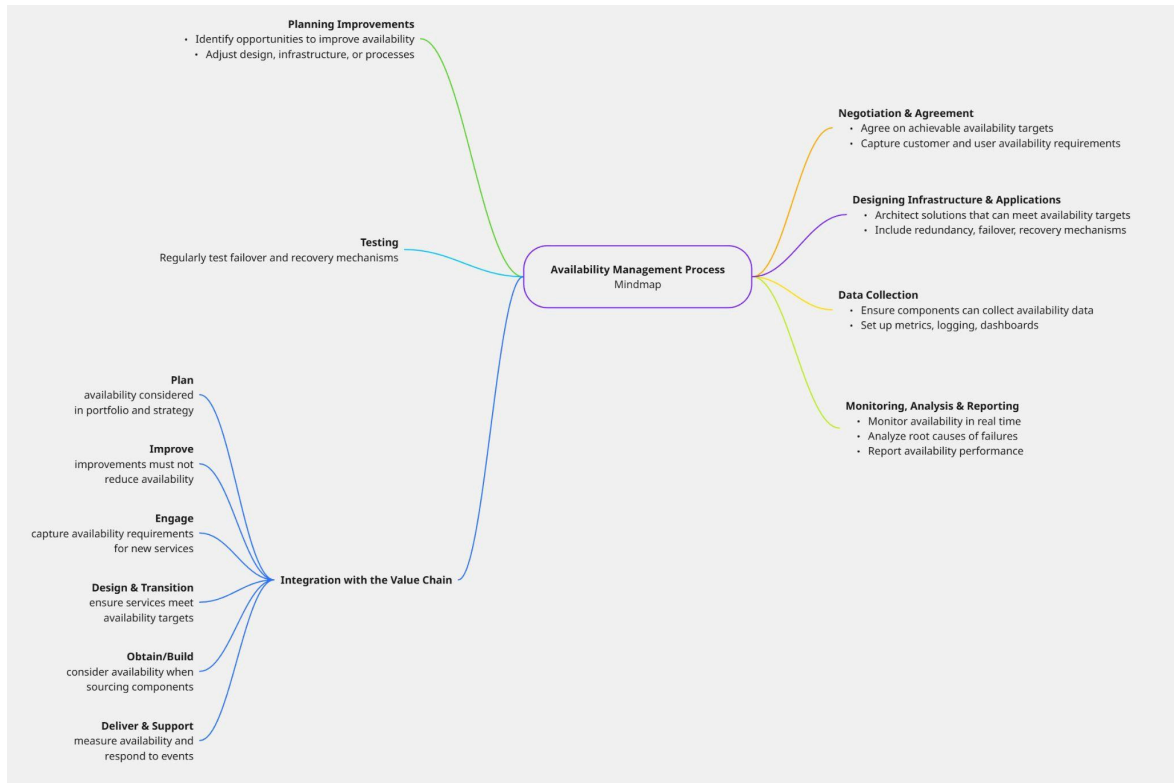 Planning Improvements
• Identify opportunities to improve availability
• Adjust design, infrastructure, or processes
Testing
Regularly test failover and recovery mechanisms
Plan
availability considered
in portfolio and strategy
Improve
improvements must not
reduce availability
Engage
capture availability requirements
for new services
Design & Transition
ensure services meet
availability targets
Obtain/Build
consider availability when
sourcing components
Deliver & Support
measure availability and
respond to events
Integration with the Value Chain
Availability Management Process
Mindmap
Negotiation & Agreement
• Agree on achievable availability targets
• Capture customer and user availability requirements
Designing Infrastructure & Applications
• Architect solutions that can meet availability targets
• Include redundancy, failover, recovery mechanisms
Data Collection
• Ensure components can collect availability data
• Set up metrics, logging, dashboards
Monitoring, Analysis & Reporting
• Monitor availability in real time
• Analyze root causes of failures
• Report availability performance